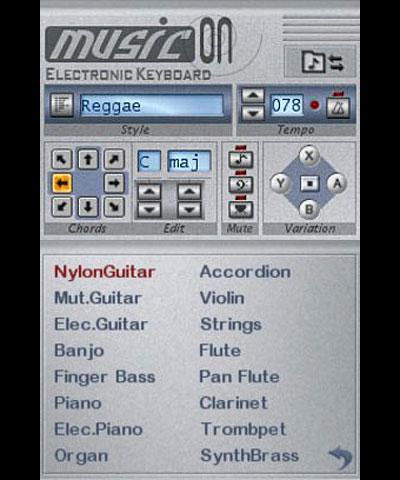 music on
ELECTRONIC KEYBOARD
Reggae
078
Style
Tempo
C maj
X
Y
A
B
Chords
Edit
Mute
Variation
NylonGuitar Accordion
Mut.Guitar Violin
Elec.Guitar Strings
Banjo Flute
Finger Bass Pan Flute
Piano Clarinet
Elec.Piano Trombpet
Organ SynthBrass